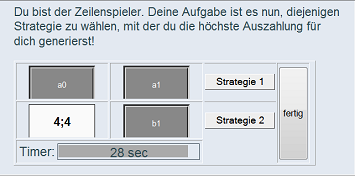 Du bist der Zeilenspieler. Deine Aufgabe ist es nun, diejenigen
Strategie zu wählen, mit der du die höchste Auszahlung für
dich generierst!
a0 a1 Strategie 1
4;4 b1 Strategie 2
fertig
Timer: 28 sec